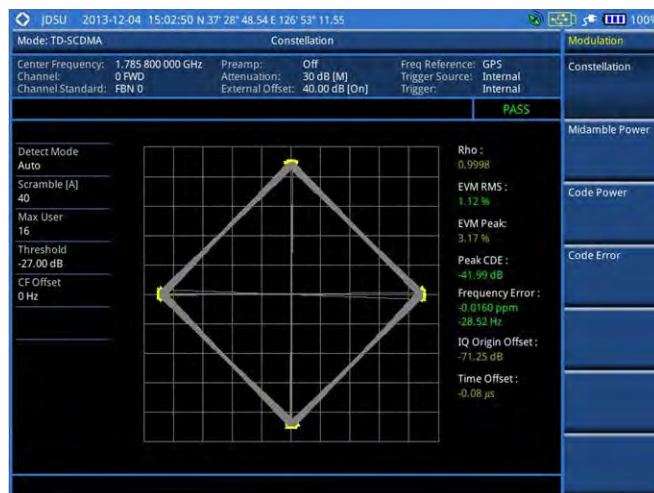 JDSU 2013-12-04 15:02:50 N 37' 28" 48.54 E 126' 53" 11.55 100%
Mode: TD-SCDMA Constellation Modulation
Center Frequency: 1.785 800 000 GHz Preamp: Off Freq Reference: GPS
Channel: 0 FWD Attenuation: 30 dB [M] Trigger Source: Internal
Channel Standard: FBN 0 External Offset: 40.00 dB [On] Trigger: Internal
Constellation
PASS
Midamble Power
Detect Mode
Auto
Scramble [A]
40
Max User
16
Threshold
-27.00 dB
CF Offset
0 Hz
Rho :
0.9998
EVM RMS :
1.12 %
EVM Peak:
3.17 %
Peak CDE :
-41.99 dB
Frequency Error :
-0.0160 ppm
-28.52 Hz
IQ Origin Offset :
-71.25 dB
Time Offset :
-0.08 µs
Code Power
Code Error